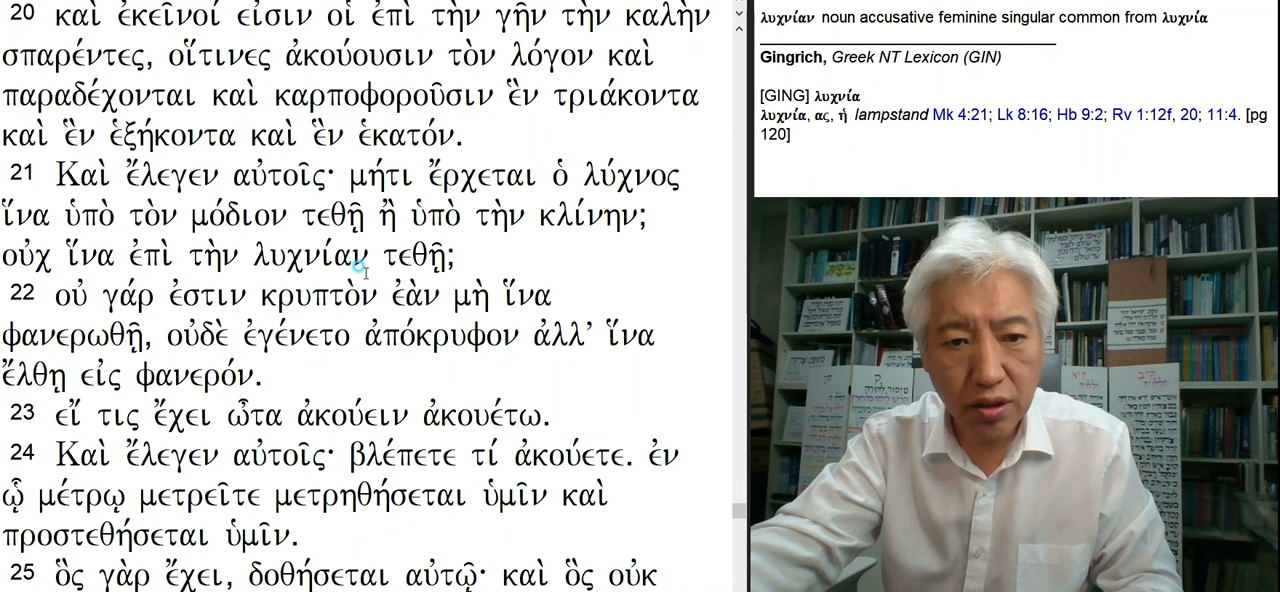 20 καὶ ἐκεῖνοί εἰσιν οἱ ἐπὶ τὴν γῆν τὴν καλὴν
σπαρέντες, οἵτινες ἀκούουσιν τὸν λόγον καὶ
παραδέχονται καὶ καρποφοροῦσιν ἓν τριάκοντα
καὶ ἓν ἑξήκοντα καὶ ἓν ἑκατόν.
21 Καὶ ἔλεγεν αὐτοῖς· μήτι ἔρχεται ὁ λύχνος
ἵνα ὑπὸ τὸν μόδιον τεθῇ ἢ ὑπὸ τὴν κλίνην;
οὐχ ἵνα ἐπὶ τὴν λυχνίαν τεθῇ;
22 οὐ γάρ ἐστιν κρυπτὸν ἐὰν μὴ ἵνα
φανερωθῇ, οὐδὲ ἐγένετο ἀπόκρυφον ἀλλ’ ἵνα
ἔλθῃ εἰς φανερόν.
23 εἴ τις ἔχει ὦτα ἀκούειν ἀκουέτω.
24 Καὶ ἔλεγεν αὐτοῖς· βλέπετε τί ἀκούετε. ἐν
ᾧ μέτρῳ μετρεῖτε μετρηθήσεται ὑμῖν καὶ
προστεθήσεται ὑμῖν.
25 ὃς γὰρ ἔχει, δοθήσεται αὐτῷ· καὶ ὃς οὐκ
λυχνίαν noun accusative feminine singular common from λυχνία
Gingrich, Greek NT Lexicon (GIN)
[GING] λυχνία
λυχνία, ας, ἡ lampstand Mk 4:21; Lk 8:16; Hb 9:2; Rv 1:12f, 20; 11:4. [pg
120]